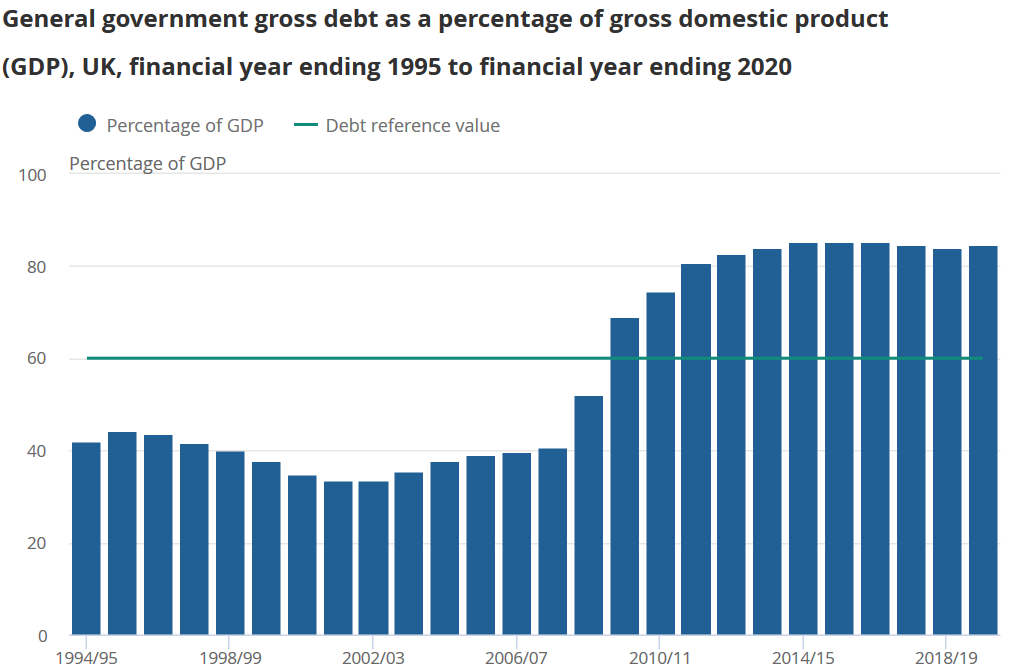 General government gross debt as a percentage of gross domestic product
(GDP), UK, financial year ending 1995 to financial year ending 2020
Percentage of GDP
Debt reference value
Percentage of GDP
100
80
60
40
20
0
1994/95
1998/99
2002/03
2006/07
2010/11
2014/15
2018/19